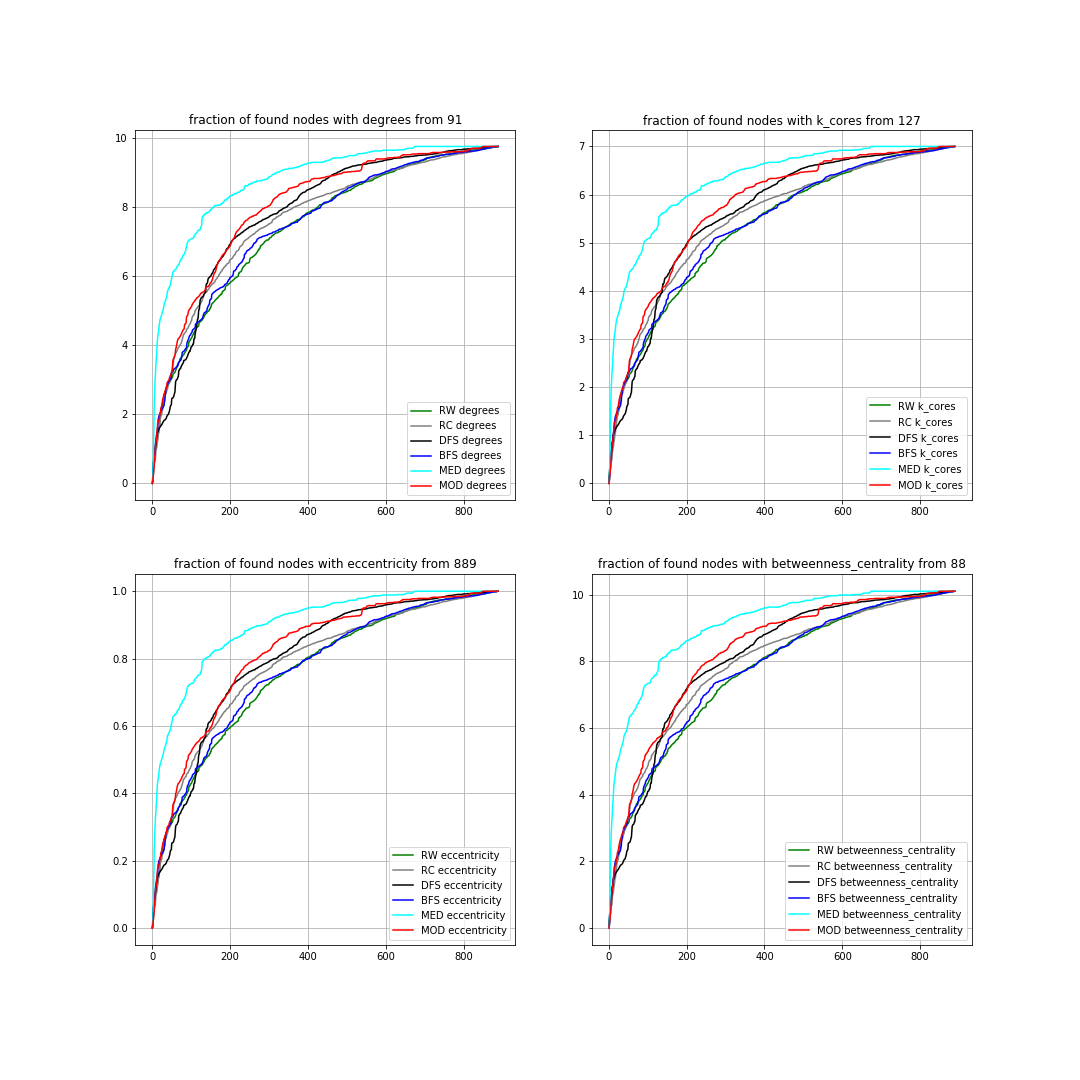 fraction of found nodes with degrees from 91
10
8
6
4
2
0
0 200 400 600 800
RW degrees
RC degrees
DFS degrees
BFS degrees
MED degrees
MOD degrees
fraction of found nodes with k_cores from 127
7
6
5
4
3
2
1
0
0 200 400 600 800
RW k_cores
RC k_cores
DFS k_cores
BFS k_cores
MED k_cores
MOD k_cores
fraction of found nodes with eccentricity from 889
1.0
0.8
0.6
0.4
0.2
0.0
0 200 400 600 800
RW eccentricity
RC eccentricity
DFS eccentricity
BFS eccentricity
MED eccentricity
MOD eccentricity
fraction of found nodes with betweenness_centrality from 88
10
8
6
4
2
0
0 200 400 600 800
RW betweenness_centrality
RC betweenness_centrality
DFS betweenness_centrality
BFS betweenness_centrality
MED betweenness_centrality
MOD betweenness_centrality